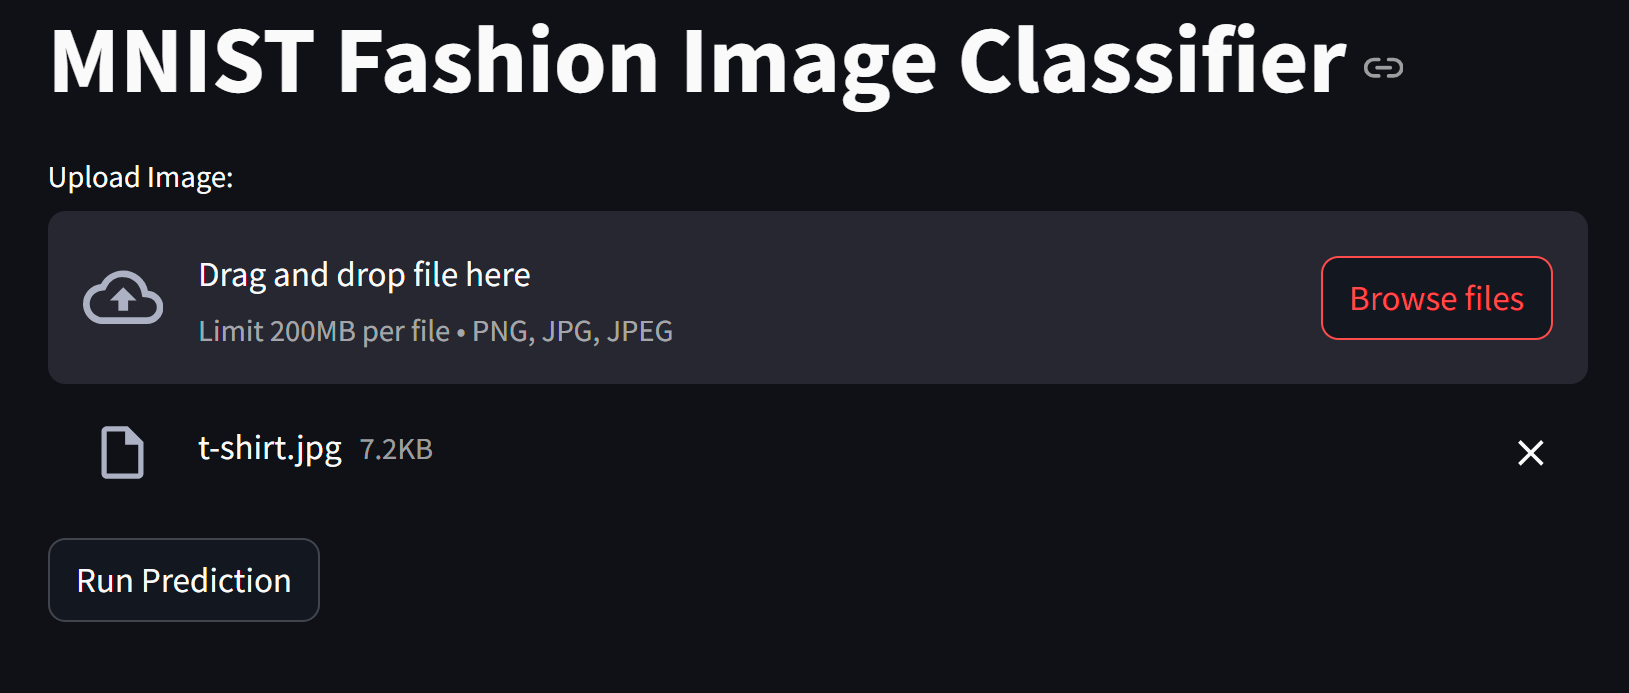 MNIST Fashion Image Classifier
Upload Image:
Drag and drop file here
Limit 200MB per file • PNG, JPG, JPEG
Browse files
t-shirt.jpg 7.2KB
Run Prediction